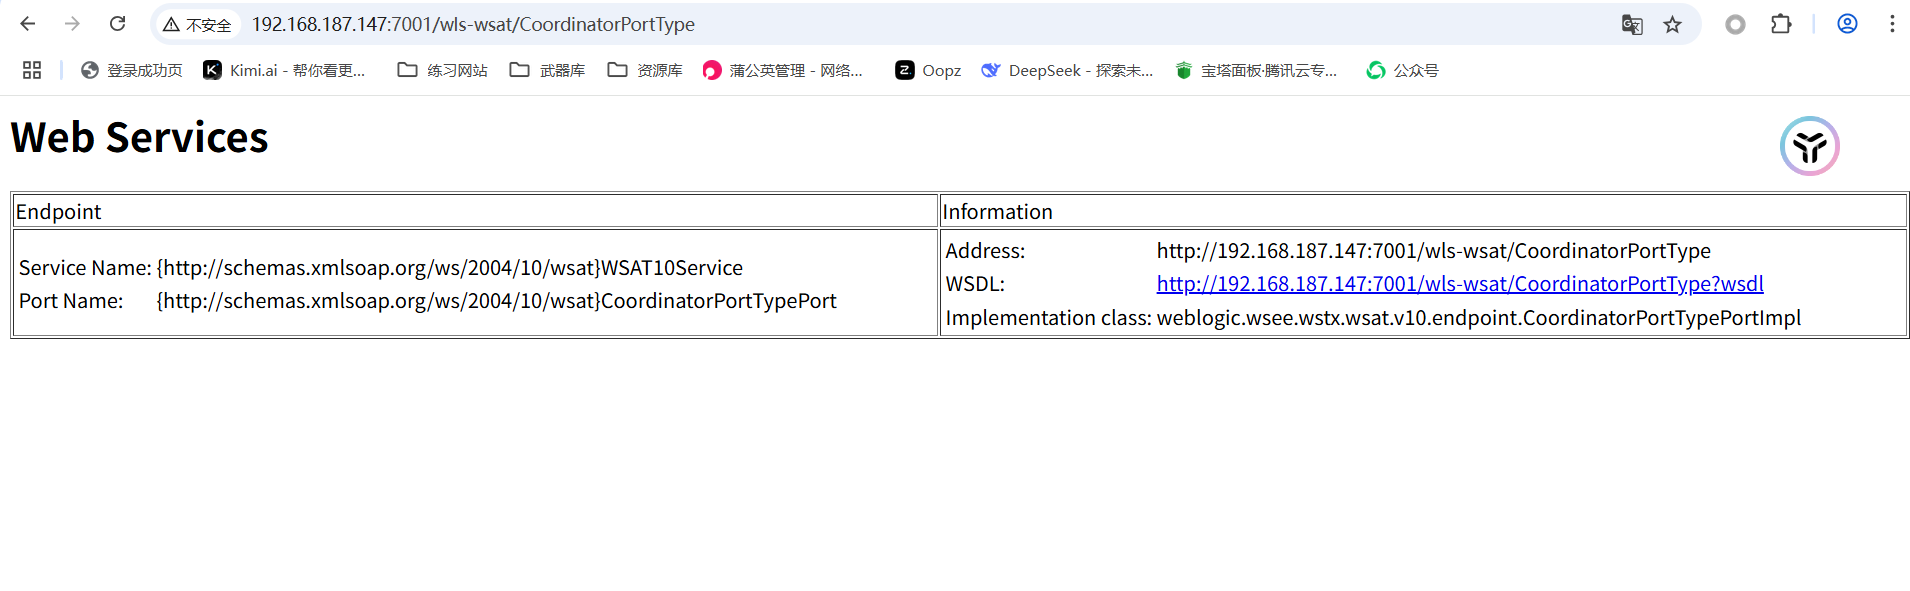 不安全 192.168.187.147:7001/wls-wsat/CoordinatorPortType
登录成功页 Kimi.ai - 帮你看更... 练习网站 武器库 资源库 蒲公英管理 - 网络... Oopz DeepSeek - 探索未... 宝塔面板·腾讯云专... 公众号
Web Services
Endpoint Information
Service Name: {http://schemas.xmlsoap.org/ws/2004/10/wsat}WSAT10Service
Port Name: {http://schemas.xmlsoap.org/ws/2004/10/wsat}CoordinatorPortTypePort
Address: http://192.168.187.147:7001/wls-wsat/CoordinatorPortType
WSDL: http://192.168.187.147:7001/wls-wsat/CoordinatorPortType?wsdl
Implementation class: weblogic.wsee.wstx.wsat.v10.endpoint.CoordinatorPortTypePortImpl